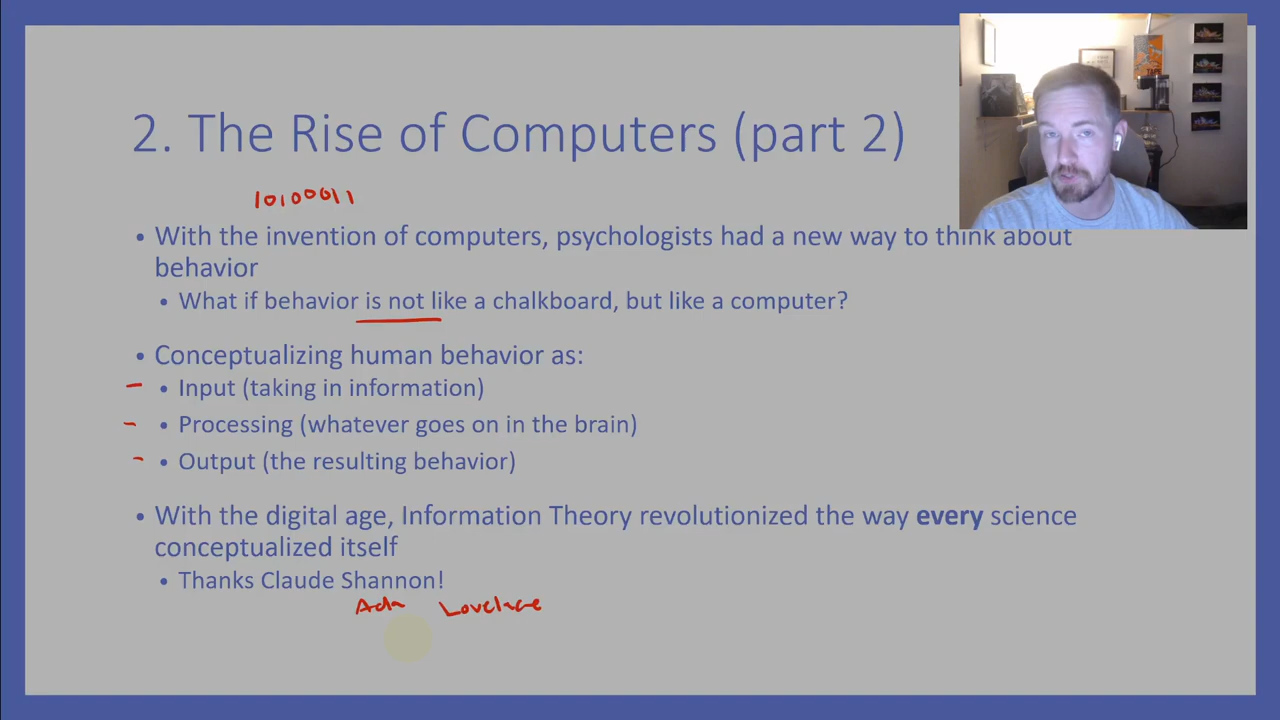 2. The Rise of Computers (part 2)
10100011
• With the invention of computers, psychologists had a new way to think about
behavior
• What if behavior is not like a chalkboard, but like a computer?
• Conceptualizing human behavior as:
• Input (taking in information)
• Processing (whatever goes on in the brain)
• Output (the resulting behavior)
• With the digital age, Information Theory revolutionized the way every science
conceptualized itself
• Thanks Claude Shannon!
Ada Lovelace